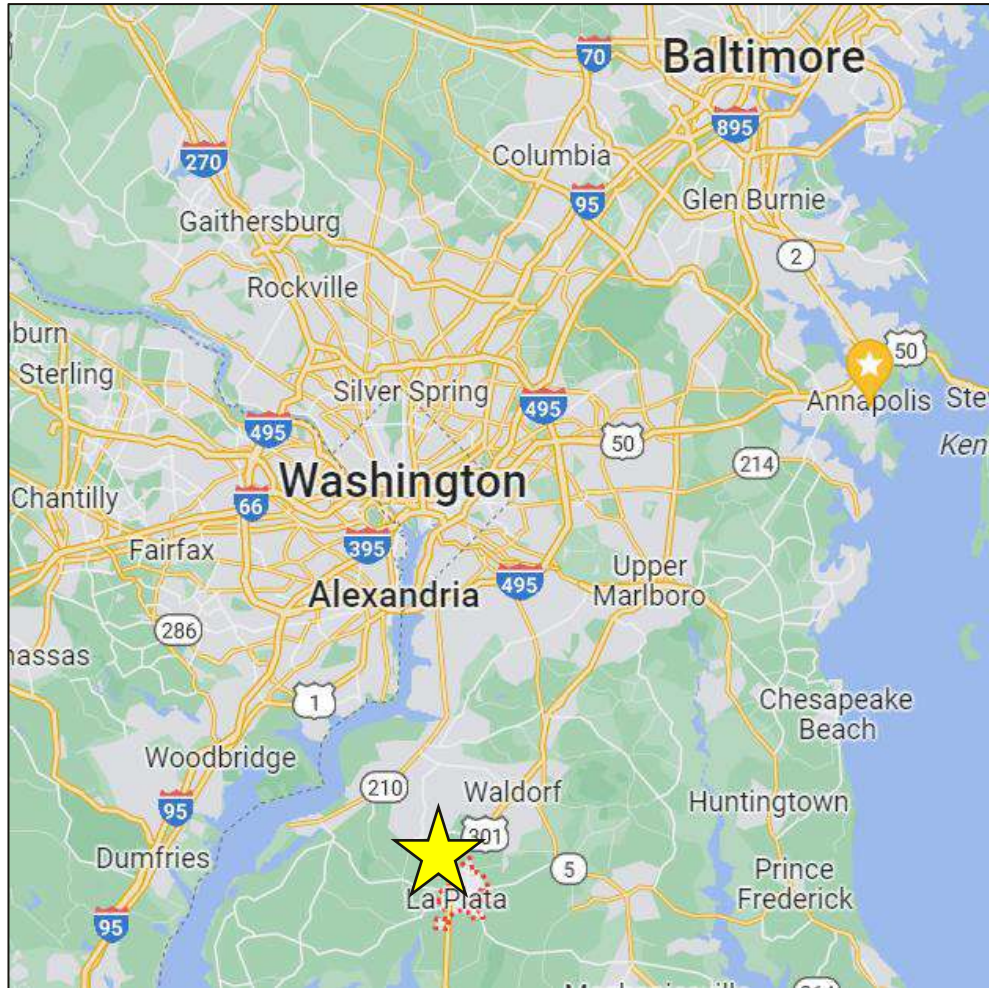 70
Baltimore
895
270
Columbia
95
Glen Burnie
Gaithersburg
2
Rockville
burn
Sterling
50
Silver Spring
Annapolis
495
495
50
Ken
214
Washington
Chantilly
66
395
Fairfax
Upper
Marlboro
495
Alexandria
286
nassas
1
Chesapeake
Beach
Woodbridge
210
Waldorf
Huntingtown
95
301
Dumfries
5
Prince
Frederick
La Plata
95